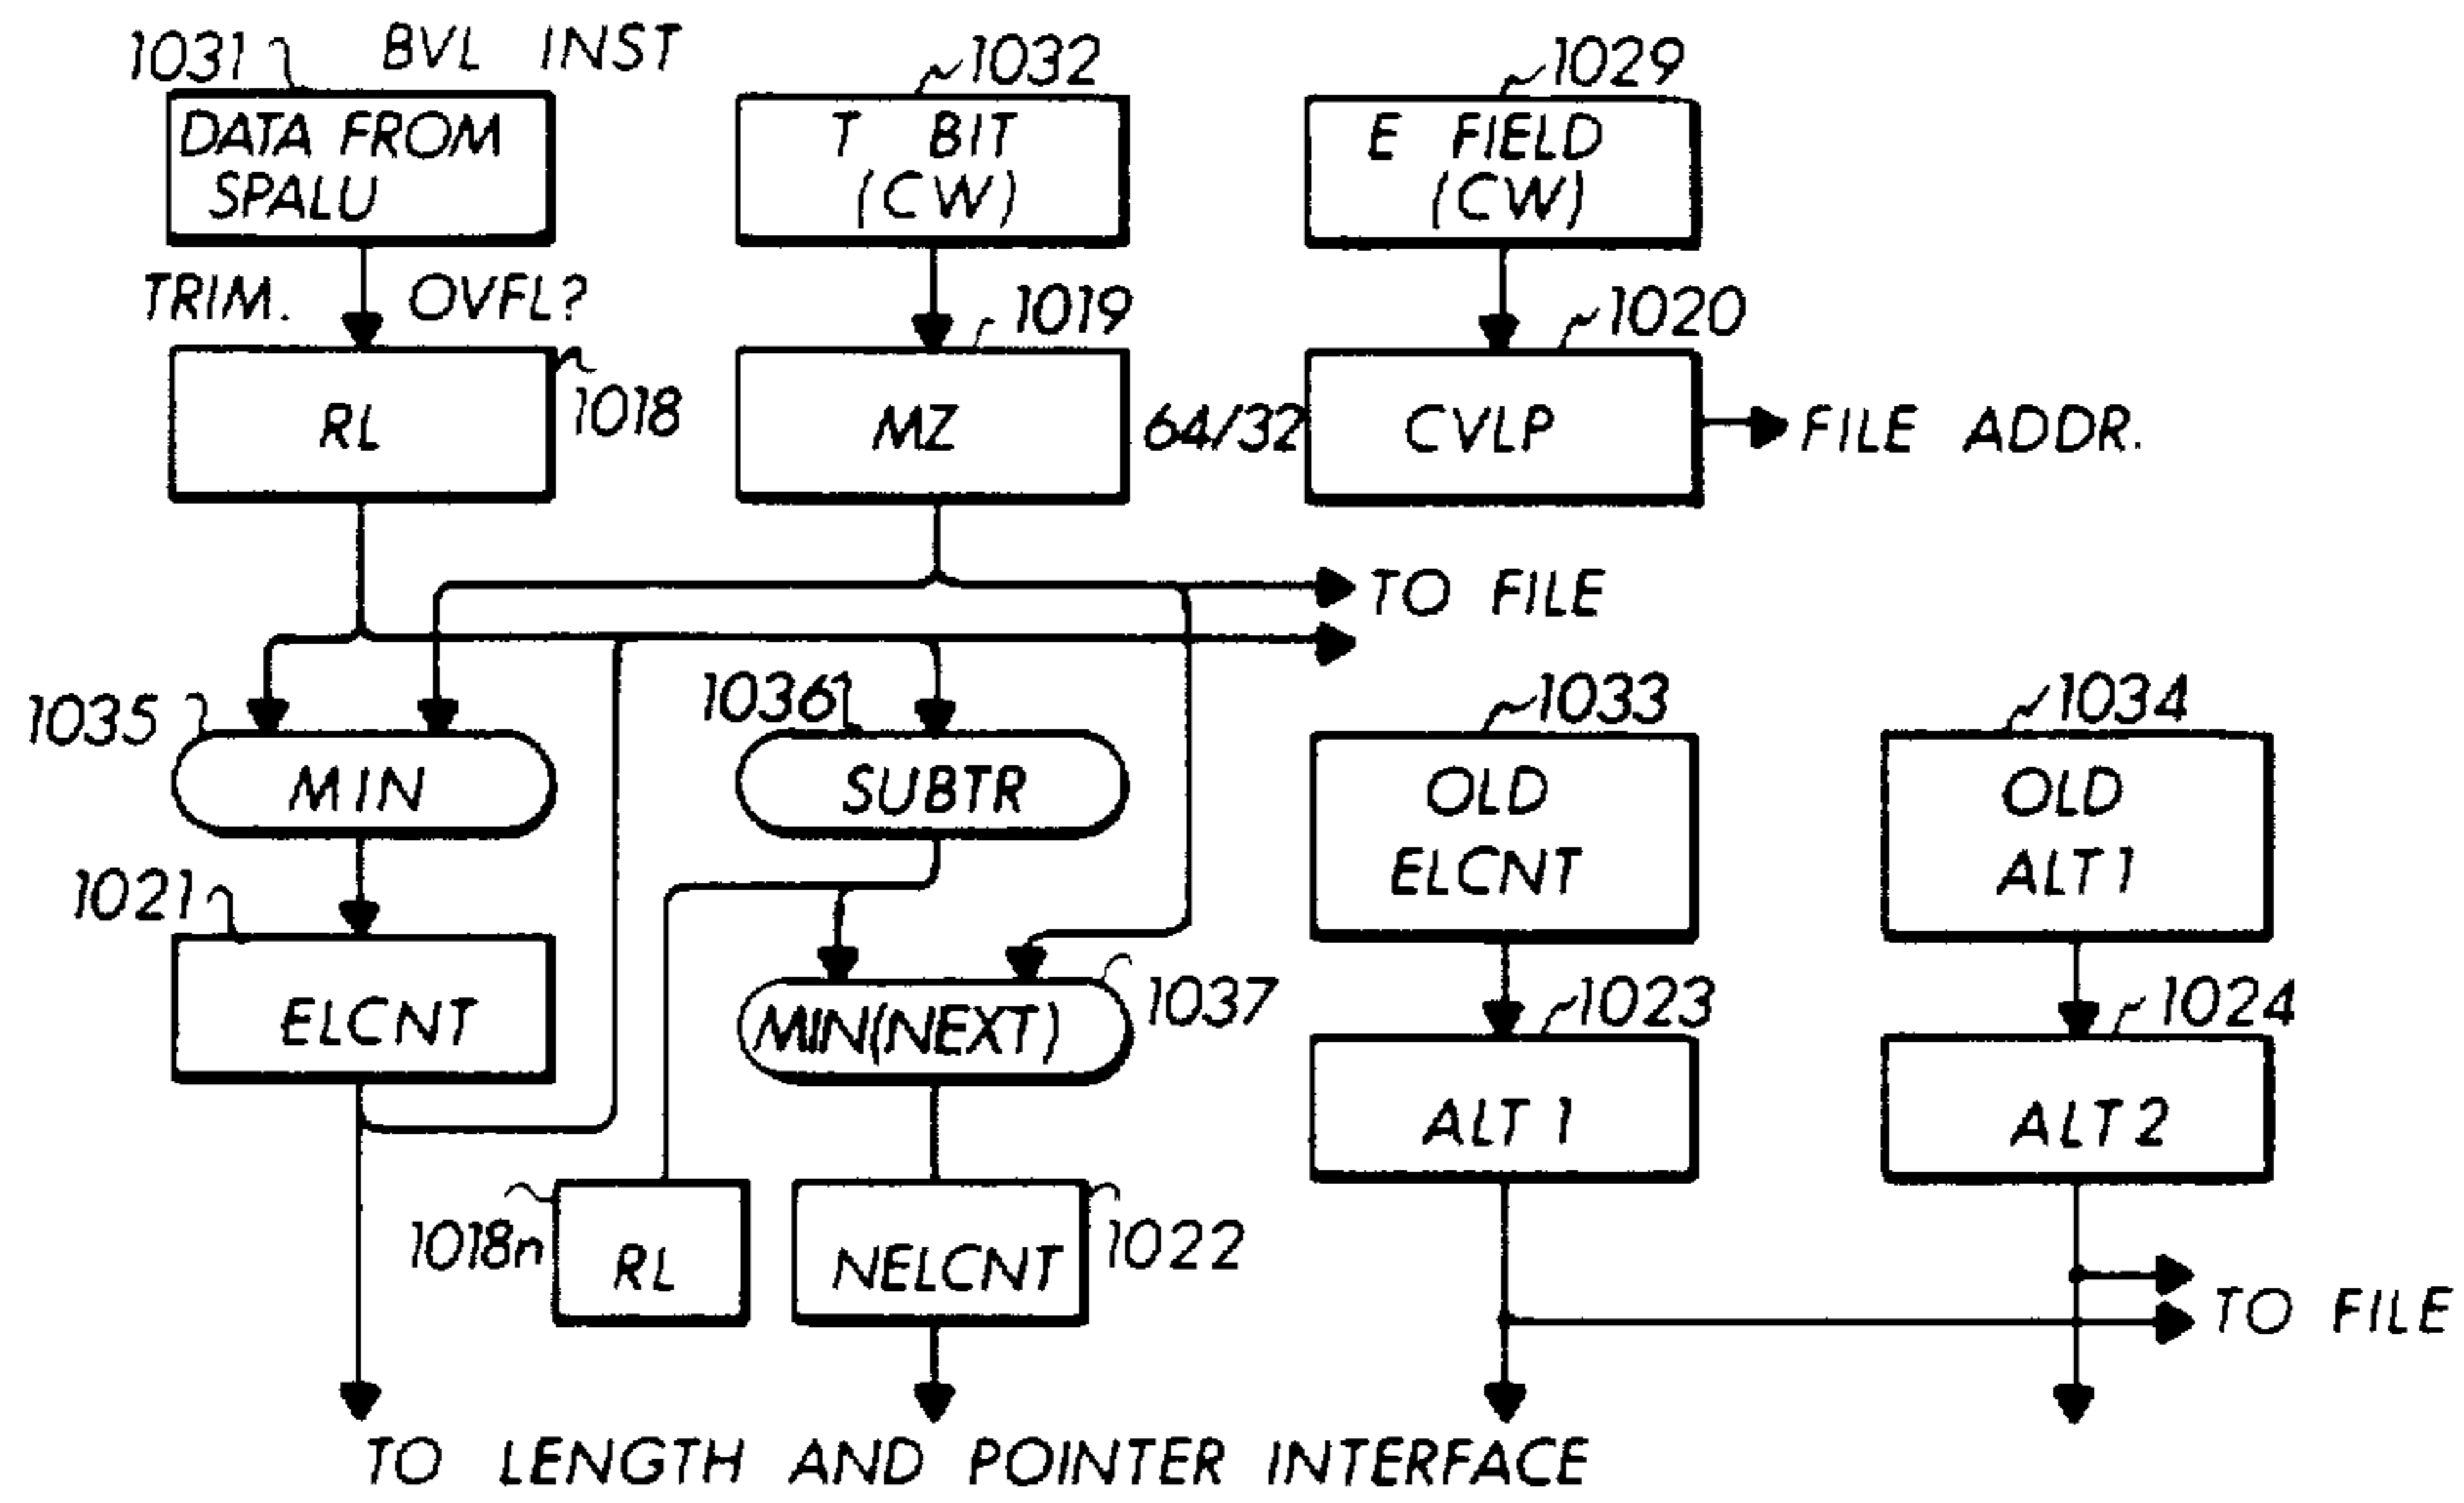 1031 BVL INST
1032
1029
DATA FROM
SPALU
T BIT
(CW)
E FIELD
(CW)
TRIM. OVFL?
1019
1020
RL
1018
MZ
64/32
CVLP
FILE ADDR.
TO FILE
1035
1036
1033
1034
MIN
SUBTR
OLD
ELCNT
OLD
ALT1
1021
ELCNT
MIN(NEXT)
1037
1023
1024
ALT 1
ALT 2
1018n
RL
NELCNT
1022
TO FILE
TO LENGTH AND POINTER INTERFACE